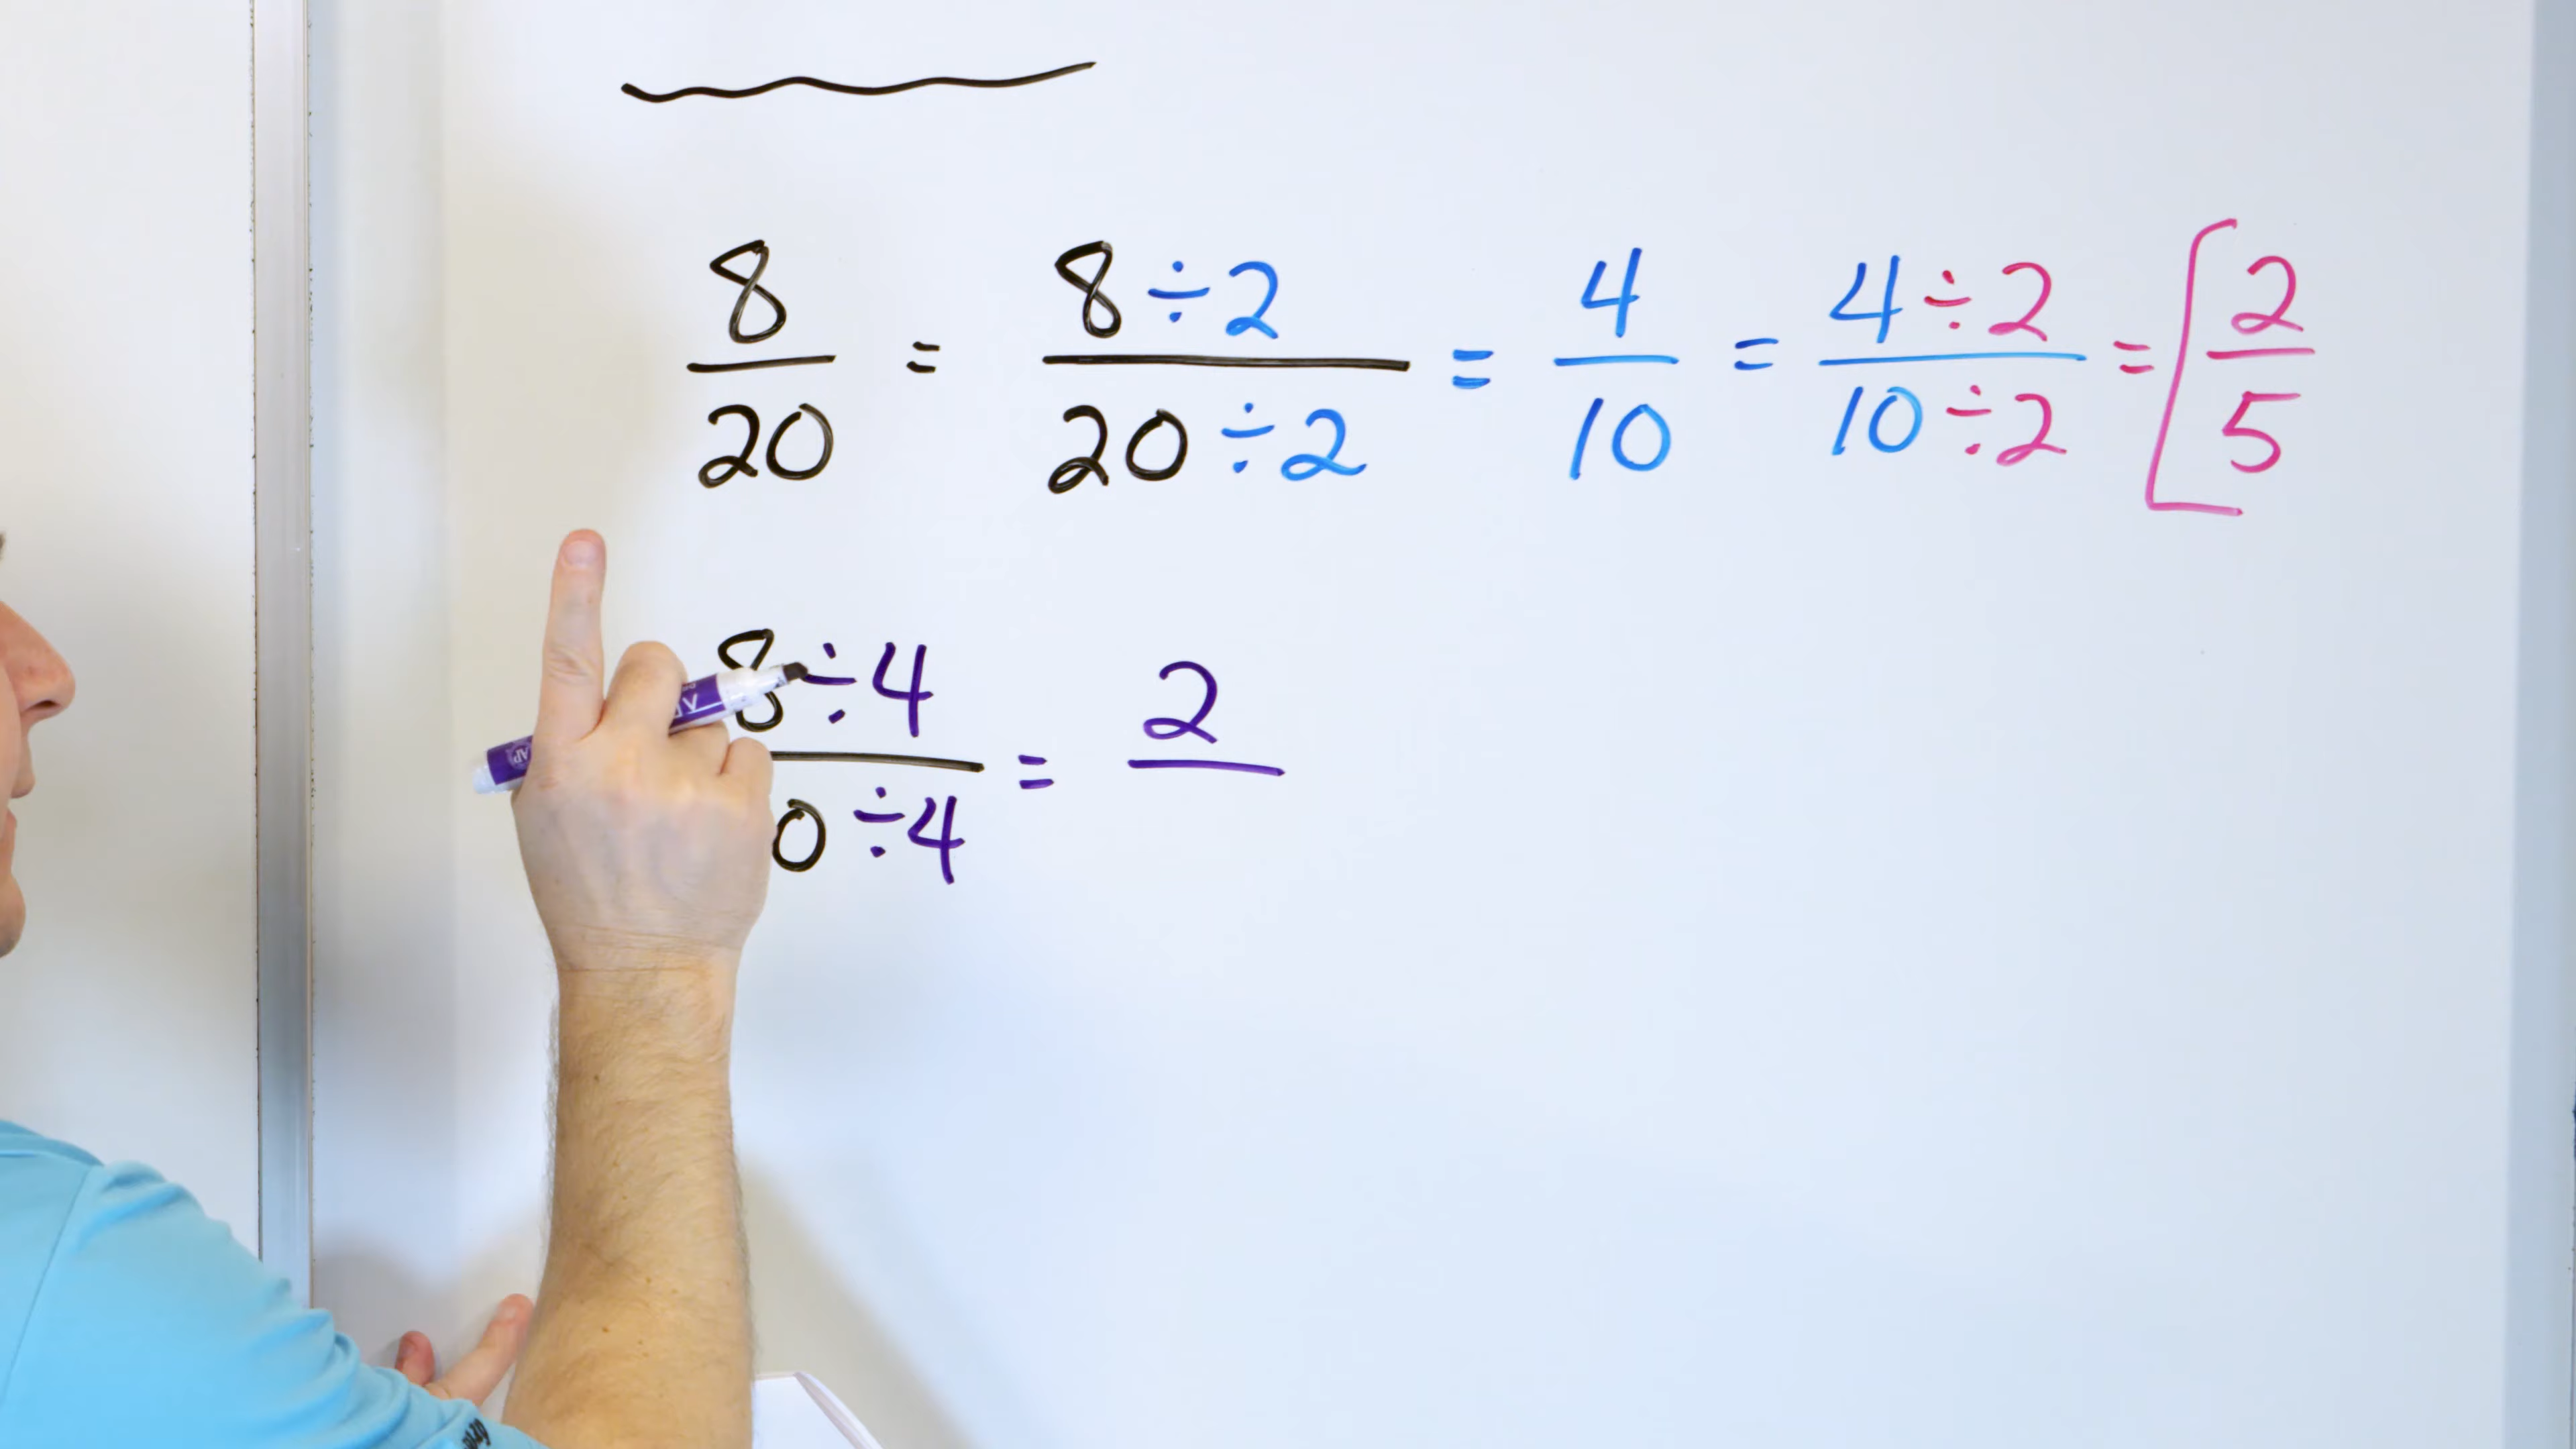 8/20 = 8÷2/20÷2 = 4/10 = 4÷2/10÷2 = [2/5
8÷4/0÷4 = 2/